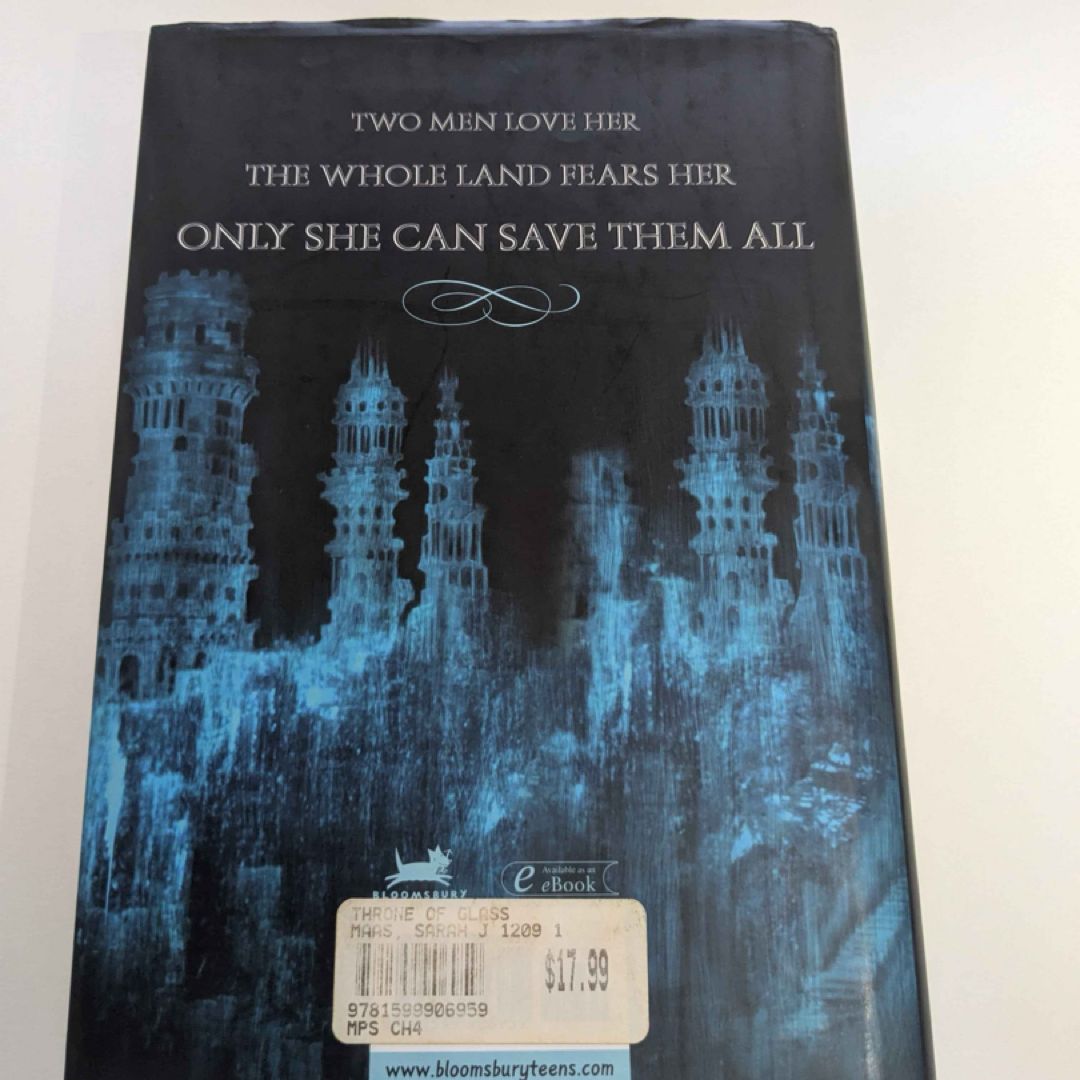 TWO MEN LOVE HER
THE WHOLE LAND FEARS HER
ONLY SHE CAN SAVE THEM ALL
BLOOMSBURY
e Available as an
eBook
THRONE OF GLASS
MAAS, SARAH J 1209 1
$17.99
9781599906959
MPS CH4
www.bloomsburyteens.com